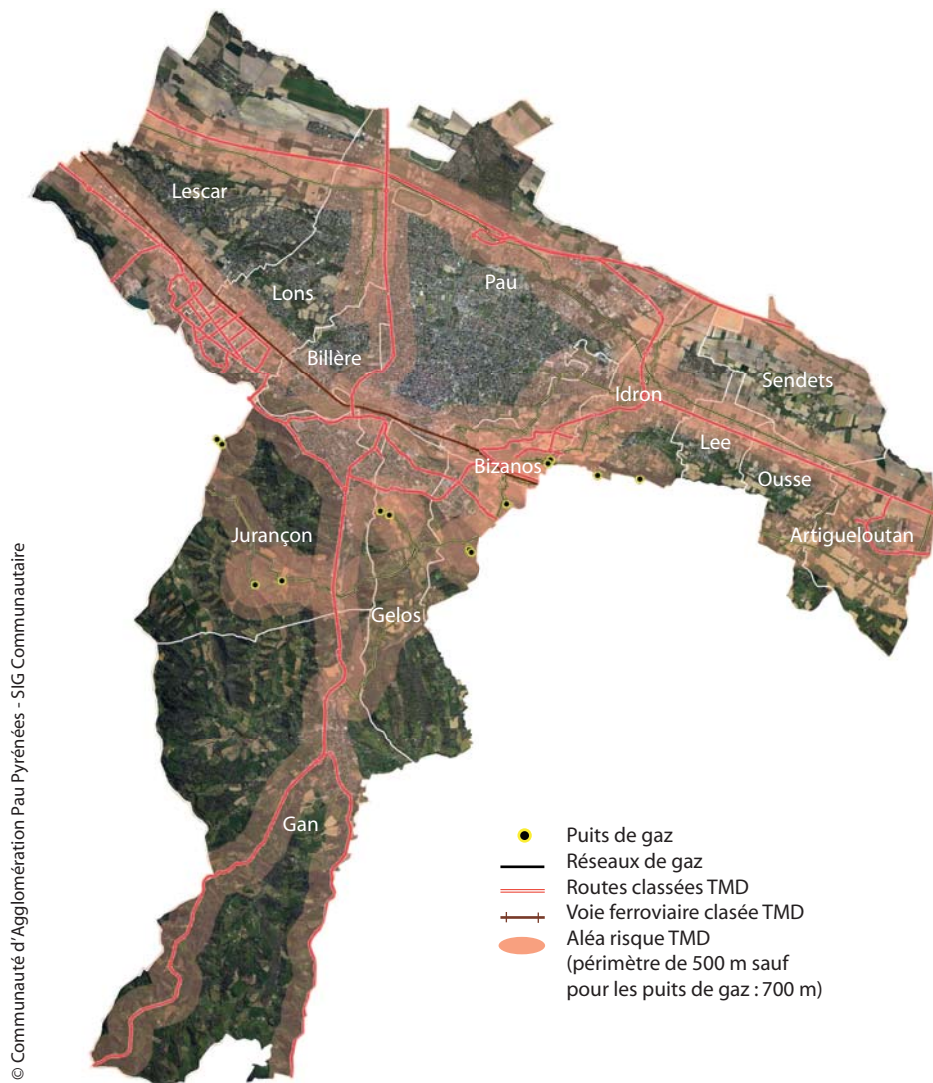 Lescar
Pau
Lons
Billère
Sendets
Idron
Lee
Bizanos
Ousse
Jurançon
Artigueloutan
Gelos
Gan
Puits de gaz
Réseaux de gaz
Routes classées TMD
Voie ferroviaire clasée TMD
Aléa risque TMD
(périmètre de 500 m sauf
pour les puits de gaz : 700 m)
© Communauté d'Agglomération Pau Pyrénées - SIG Communautaire